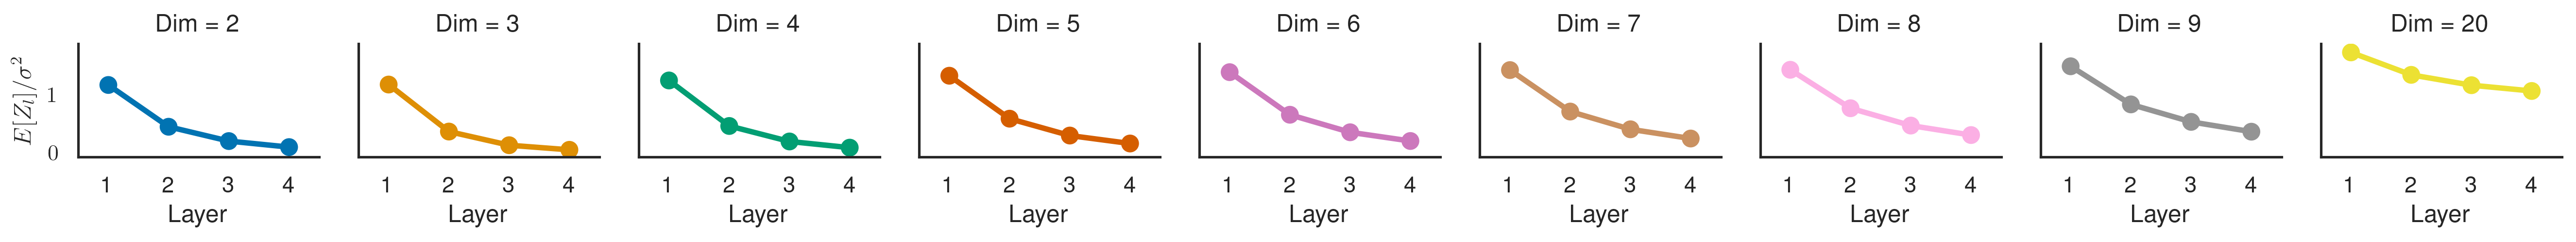 Dim = 2 Dim = 3 Dim = 4 Dim = 5 Dim = 6 Dim = 7 Dim = 8 Dim = 9 Dim = 20
E[Z_l]/σ²
1
0
1 2 3 4 1 2 3 4 1 2 3 4 1 2 3 4 1 2 3 4 1 2 3 4 1 2 3 4 1 2 3 4 1 2 3 4
Layer Layer Layer Layer Layer Layer Layer Layer Layer